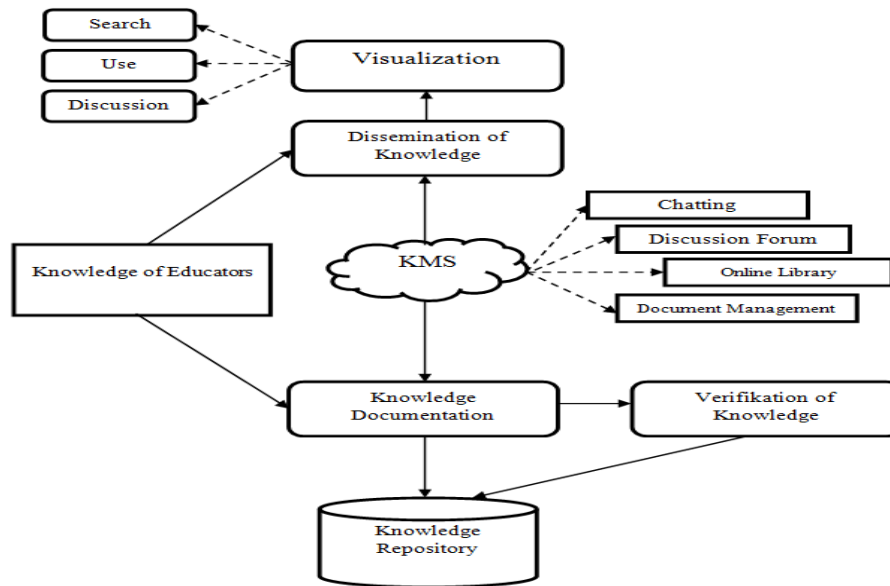 Search
Use
Discussion
Visualization
Dissemination of
Knowledge
Knowledge of Educators
KMS
Chatting
Discussion Forum
Online Library
Document Management
Knowledge
Documentation
Verifikation of
Knowledge
Knowledge
Repository